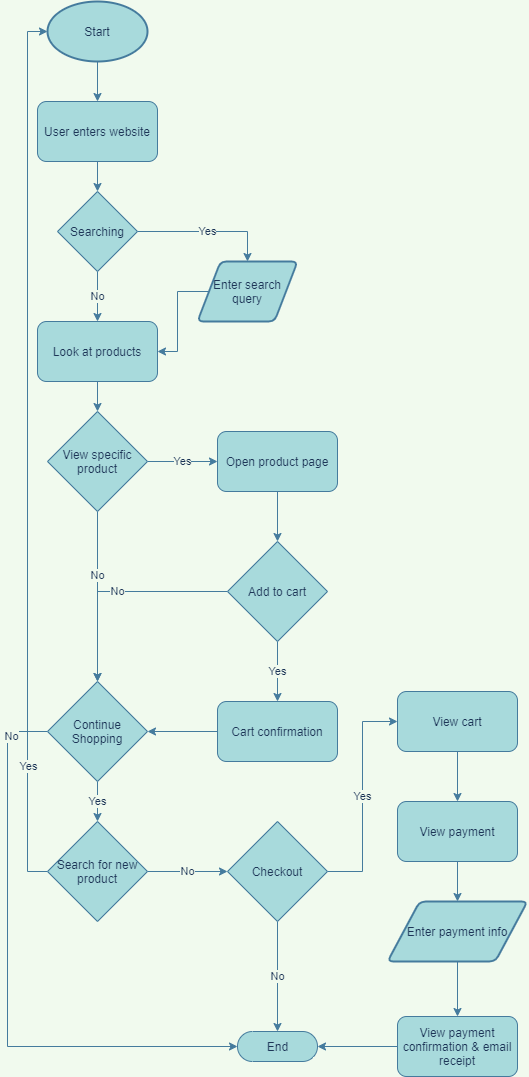 Start
User enters website
Searching
Yes
Enter search
query
No
Look at products
View specific
product
Yes
Open product page
No
No
Add to cart
Yes
Continue
Shopping
Cart confirmation
View cart
No
Yes
Yes
Yes
View payment
Search for new
product
No
Checkout
Enter payment info
No
End
View payment
confirmation & email
receipt